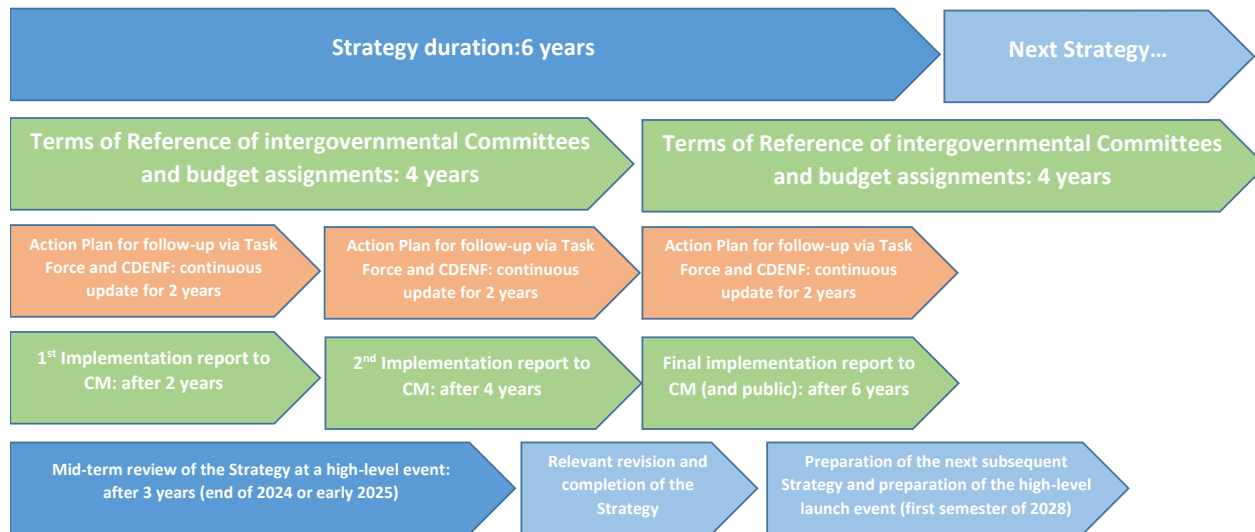 Strategy duration:6 years
Next Strategy...
Terms of Reference of intergovernmental Committees
and budget assignments: 4 years
Terms of Reference of intergovernmental Committees
and budget assignments: 4 years
Action Plan for follow-up via Task
Force and CDENF: continuous
update for 2 years
Action Plan for follow-up via Task
Force and CDENF: continuous
update for 2 years
Action Plan for follow-up via Task
Force and CDENF: continuous
update for 2 years
1st Implementation report to
CM: after 2 years
2nd Implementation report to
CM: after 4 years
Final implementation report to
CM (and public): after 6 years
Mid-term review of the Strategy at a high-level event:
after 3 years (end of 2024 or early 2025)
Relevant revision and
completion of the
Strategy
Preparation of the next subsequent
Strategy and preparation of the high-level
launch event (first semester of 2028)